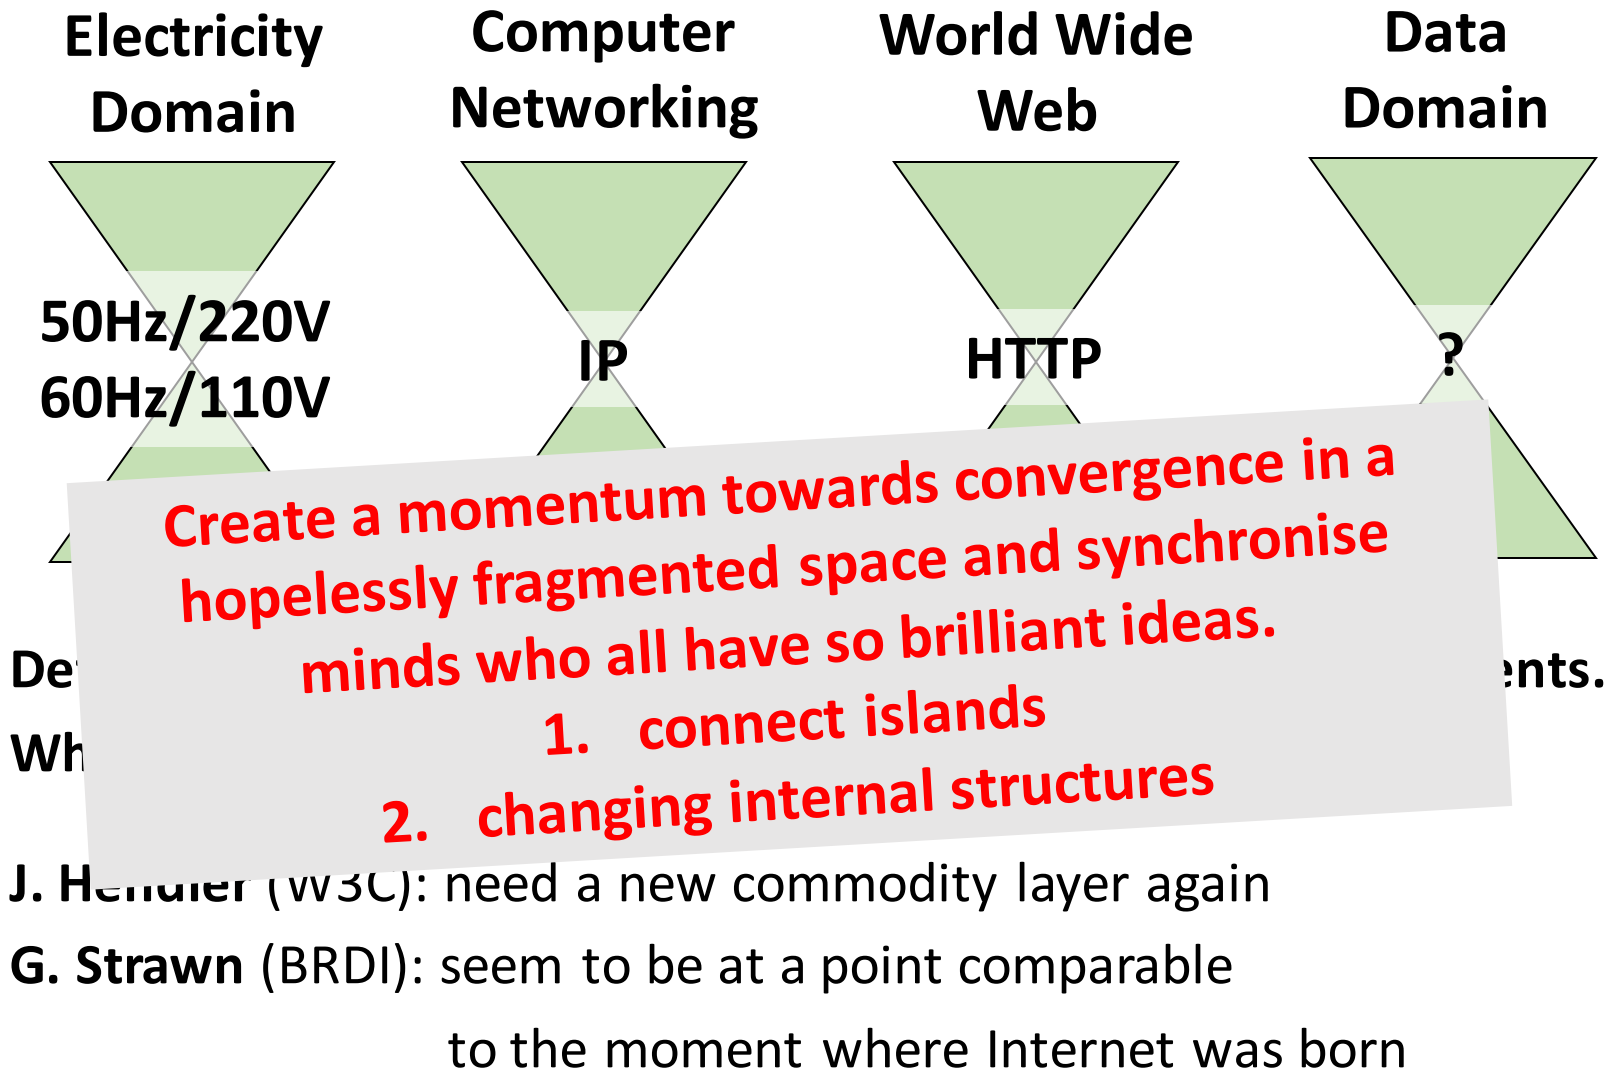 Electricity
Domain
Computer
Networking
World Wide
Web
Data
Domain
50Hz/220V
60Hz/110V
IP
HTTP
?
Create a momentum towards convergence in a
hopelessly fragmented space and synchronise
minds who all have so brilliant ideas.
1. connect islands
2. changing internal structures
J. Hendler (W3C): need a new commodity layer again
G. Strawn (BRDI): seem to be at a point comparable
to the moment where Internet was born